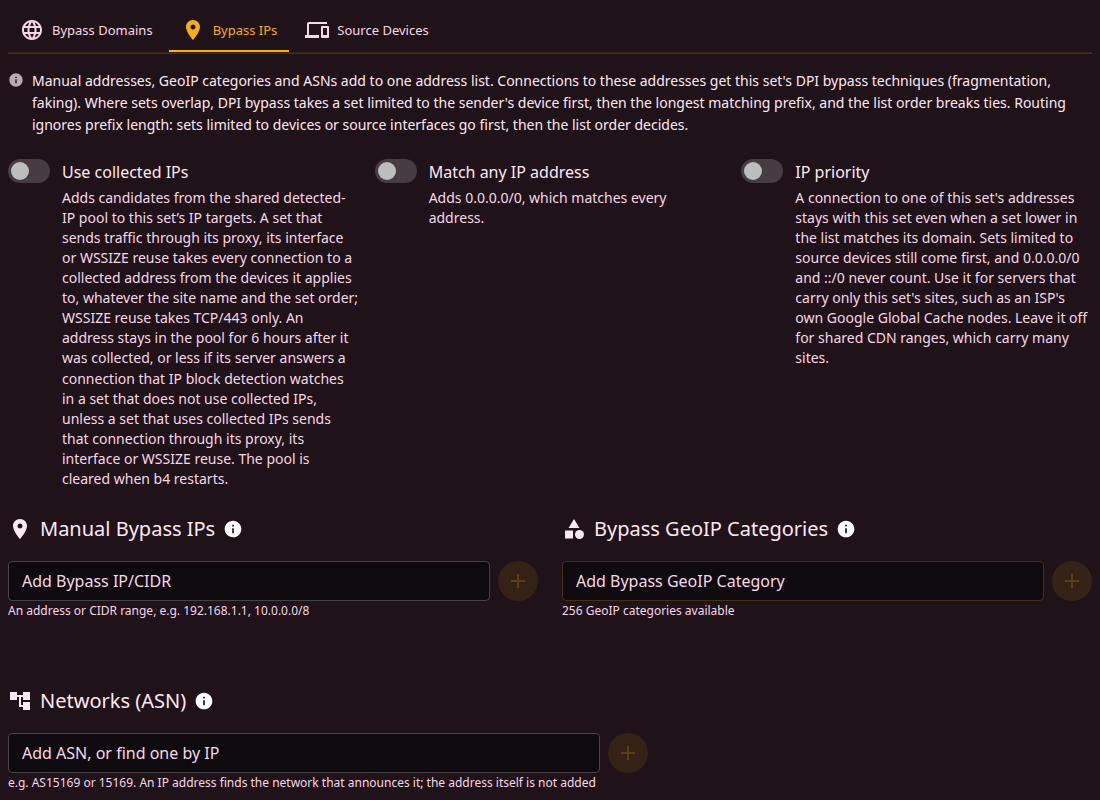 Bypass Domains
Bypass IPs
Source Devices
Manual addresses, GeoIP categories and ASNs add to one address list. Connections to these addresses get this set's DPI bypass techniques (fragmentation,
faking). Where sets overlap, DPI bypass takes a set limited to the sender's device first, then the longest matching prefix, and the list order breaks ties. Routing
ignores prefix length: sets limited to devices or source interfaces go first, then the list order decides.
Use collected IPs
Adds candidates from the shared detected-
IP pool to this set's IP targets. A set that
sends traffic through its proxy, its interface
or WSSIZE reuse takes every connection to a
collected address from the devices it applies
to, whatever the site name and the set order;
WSSIZE reuse takes TCP/443 only. An
address stays in the pool for 6 hours after it
was collected, or less if its server answers a
connection that IP block detection watches
in a set that does not use collected IPs,
unless a set that uses collected IPs sends
that connection through its proxy, its
interface or WSSIZE reuse. The pool is
cleared when b4 restarts.
Match any IP address
Adds 0.0.0.0/0, which matches every
address.
IP priority
A connection to one of this set's addresses
stays with this set even when a set lower in
the list matches its domain. Sets limited to
source devices still come first, and 0.0.0.0/0
and ::/0 never count. Use it for servers that
carry only this set's sites, such as an ISP's
own Google Global Cache nodes. Leave it off
for shared CDN ranges, which carry many
sites.
Manual Bypass IPs
Add Bypass IP/CIDR
An address or CIDR range, e.g. 192.168.1.1, 10.0.0.0/8
Bypass GeoIP Categories
Add Bypass GeoIP Category
256 GeoIP categories available
Networks (ASN)
Add ASN, or find one by IP
e.g. AS15169 or 15169. An IP address finds the network that announces it; the address itself is not added